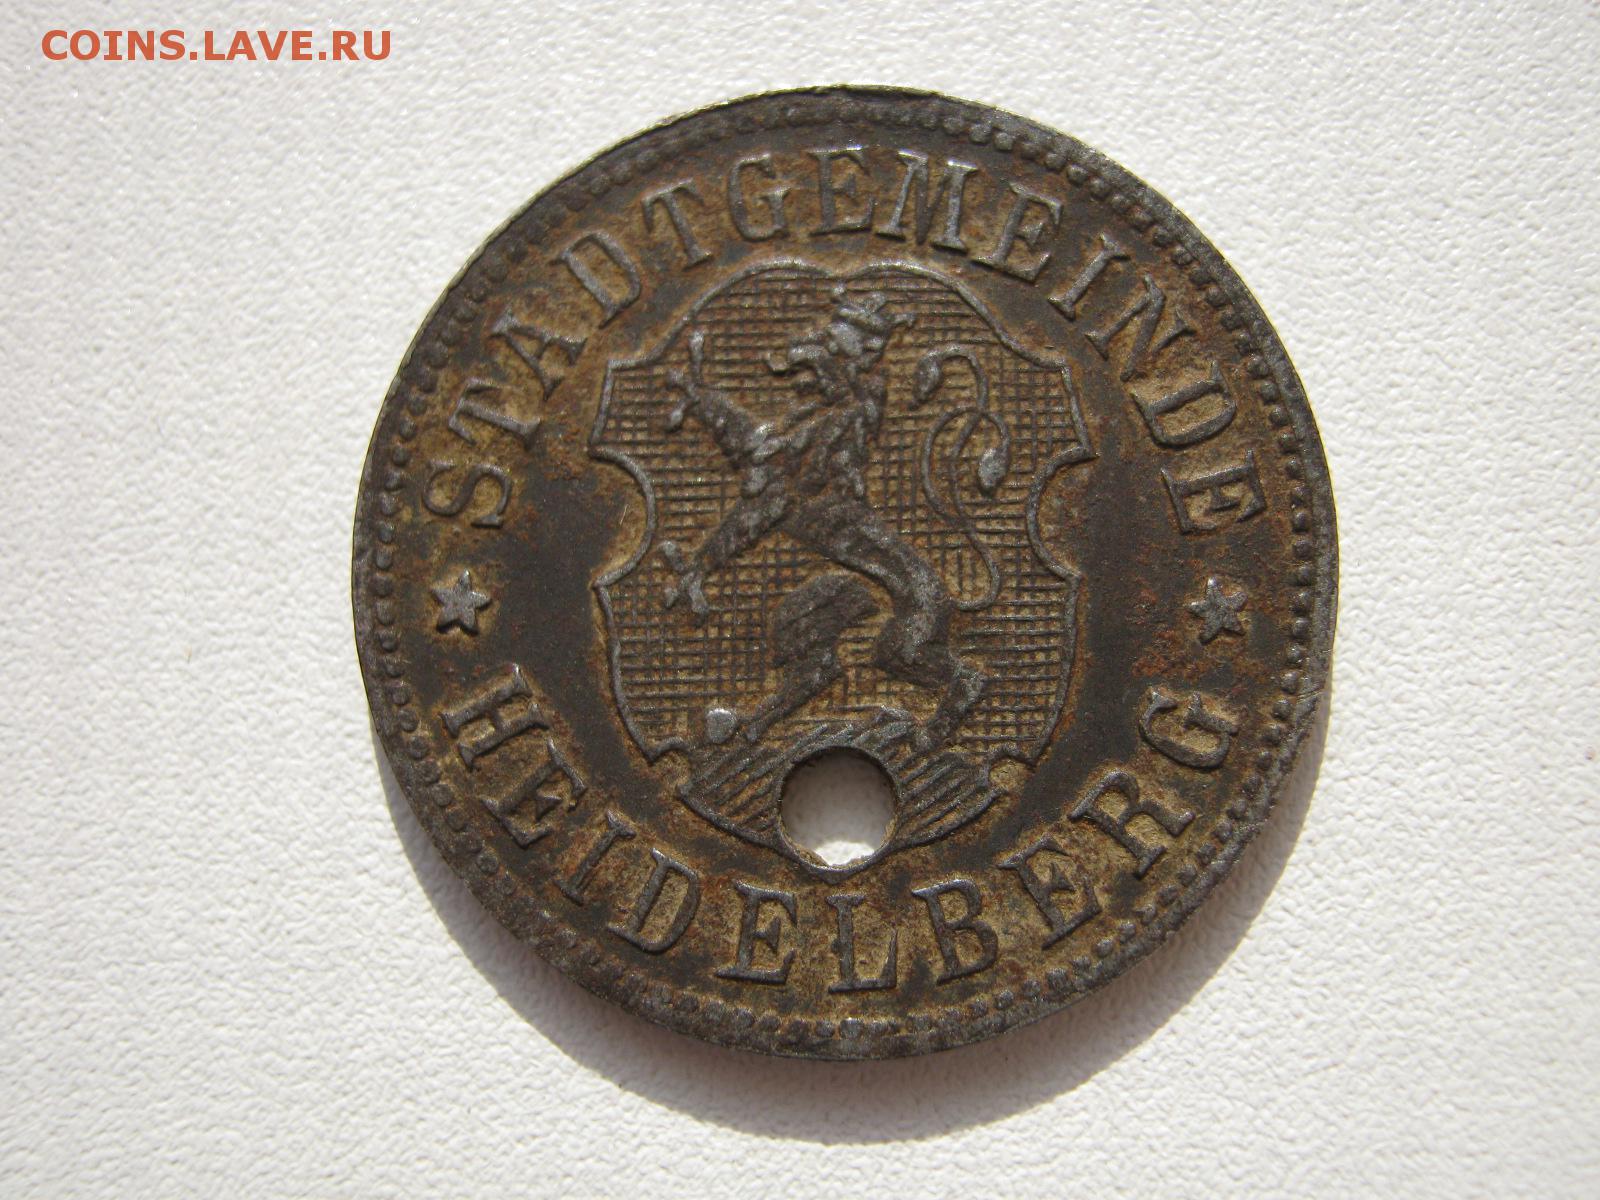 COINS.LAVE.RU
STADTGEMEINDE
★ HEIDELBERG ★